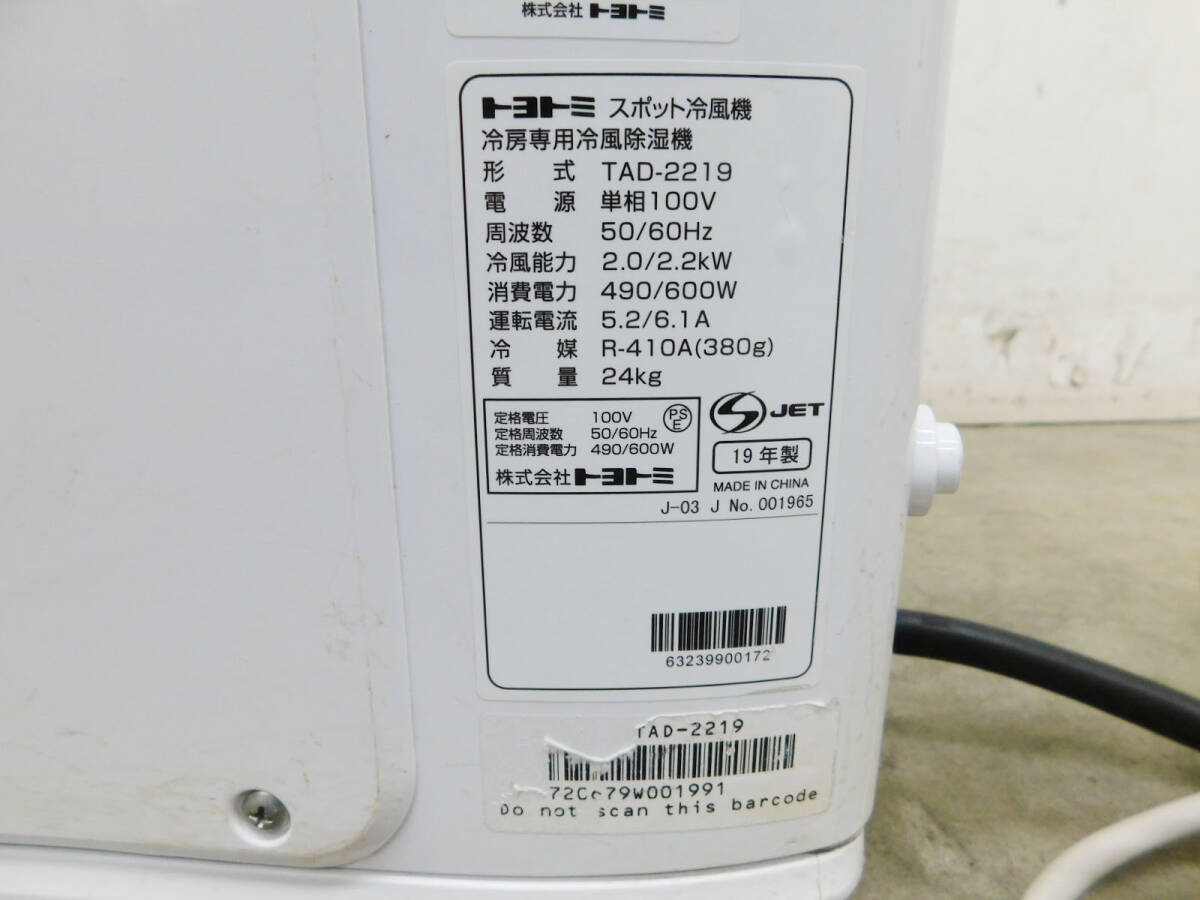 株式会社 トヨトミ
トヨトミ スポット冷風機
冷房専用冷風除湿機
形 式 TAD-2219
電 源 単相100V
周波数 50/60Hz
冷風能力 2.0/2.2kW
消費電力 490/600W
運転電流 5.2/6.1A
冷 媒 R-410A(380g)
質 量 24kg
定格電圧 100V
定格周波数 50/60Hz
定格消費電力 490/600W
株式会社トヨトミ
PS
E
S JET
19年製
MADE IN CHINA
J-03 J No. 001965
63239900172
TAD-2219
Do not scan this barcode